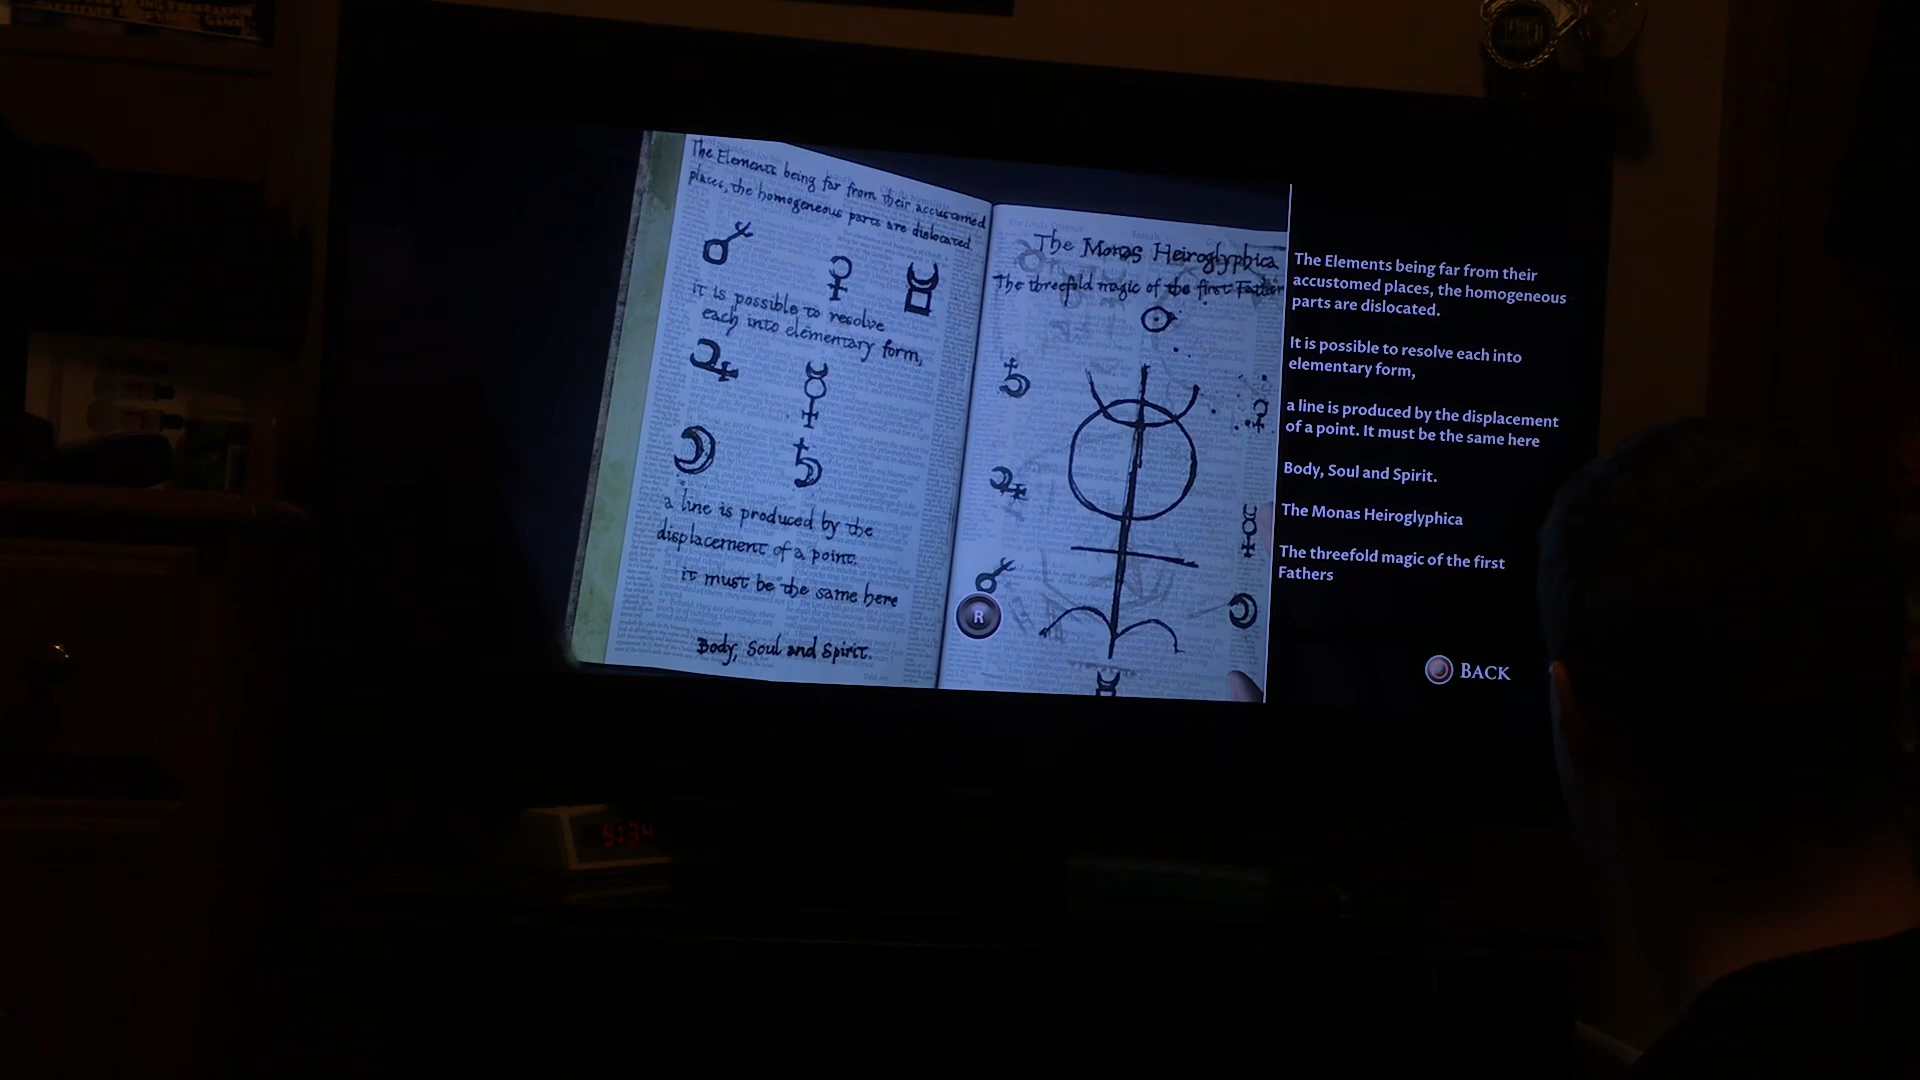 The Elements being far from their accustomed
places, the homogeneous parts are dislocated
it is possible to resolve
each into elementary form,
a line is produced by the
displacement of a point.
it must be the same here
Body, Soul and Spirit.
The Monas Heiroglyphica
The threefold magic of the first Father
R
The Elements being far from their
accustomed places, the homogeneous
parts are dislocated.
It is possible to resolve each into
elementary form,
a line is produced by the displacement
of a point. It must be the same here
Body, Soul and Spirit.
The Monas Heiroglyphica
The threefold magic of the first
Fathers
BACK
5:34